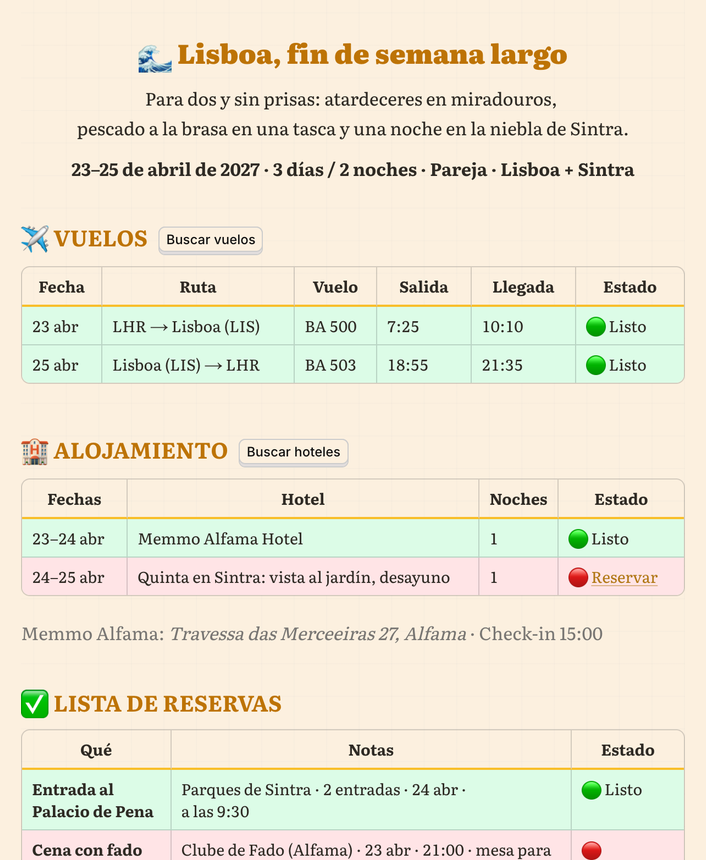 Lisboa, fin de semana largo
Para dos y sin prisas: atardeceres en miradouros,
pescado a la brasa en una tasca y una noche en la niebla de Sintra.
23–25 de abril de 2027 · 3 días / 2 noches · Pareja · Lisboa + Sintra
VUELOS Buscar vuelos
Fecha Ruta Vuelo Salida Llegada Estado
23 abr LHR → Lisboa (LIS) BA 500 7:25 10:10 Listo
25 abr Lisboa (LIS) → LHR BA 503 18:55 21:35 Listo
ALOJAMIENTO Buscar hoteles
Fechas Hotel Noches Estado
23–24 abr Memmo Alfama Hotel 1 Listo
24–25 abr Quinta en Sintra: vista al jardín, desayuno 1 Reservar
Memmo Alfama: Travessa das Merceeiras 27, Alfama · Check-in 15:00
LISTA DE RESERVAS
Qué Notas Estado
Entrada al Parques de Sintra · 2 entradas · 24 abr · Listo
Palacio de Pena a las 9:30
Cena con fado Clube de Fado (Alfama) · 23 abr · 21:00 · mesa para